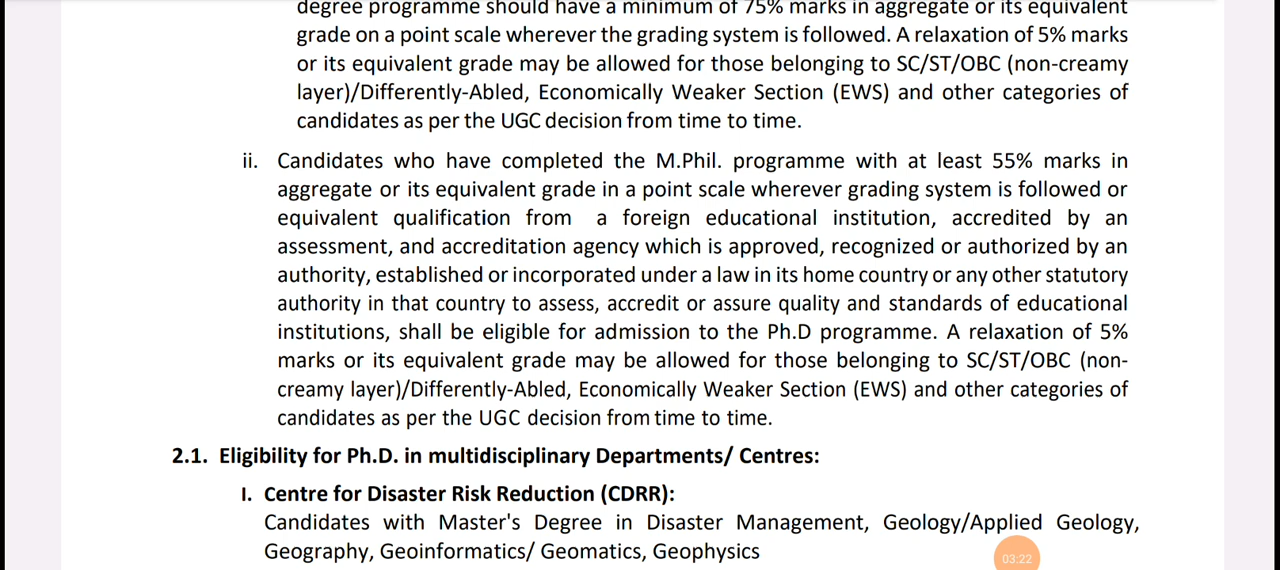 degree programme should have a minimum of 75% marks in aggregate or its equivalent
grade on a point scale wherever the grading system is followed. A relaxation of 5% marks
or its equivalent grade may be allowed for those belonging to SC/ST/OBC (non-creamy
layer)/Differently-Abled, Economically Weaker Section (EWS) and other categories of
candidates as per the UGC decision from time to time.
ii. Candidates who have completed the M.Phil. programme with at least 55% marks in
aggregate or its equivalent grade in a point scale wherever grading system is followed or
equivalent qualification from a foreign educational institution, accredited by an
assessment, and accreditation agency which is approved, recognized or authorized by an
authority, established or incorporated under a law in its home country or any other statutory
authority in that country to assess, accredit or assure quality and standards of educational
institutions, shall be eligible for admission to the Ph.D programme. A relaxation of 5%
marks or its equivalent grade may be allowed for those belonging to SC/ST/OBC (non-
creamy layer)/Differently-Abled, Economically Weaker Section (EWS) and other categories of
candidates as per the UGC decision from time to time.
2.1. Eligibility for Ph.D. in multidisciplinary Departments/ Centres:
I. Centre for Disaster Risk Reduction (CDRR):
Candidates with Master's Degree in Disaster Management, Geology/Applied Geology,
Geography, Geoinformatics/ Geomatics, Geophysics
03:22